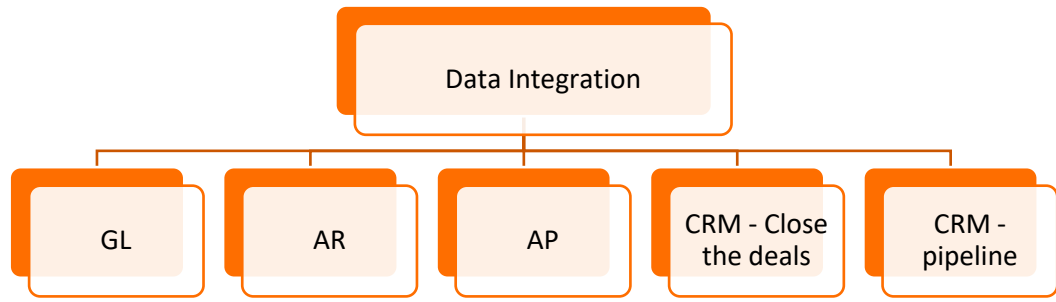 Data Integration
GL
AR
AP
CRM - Close
the deals
CRM -
pipeline